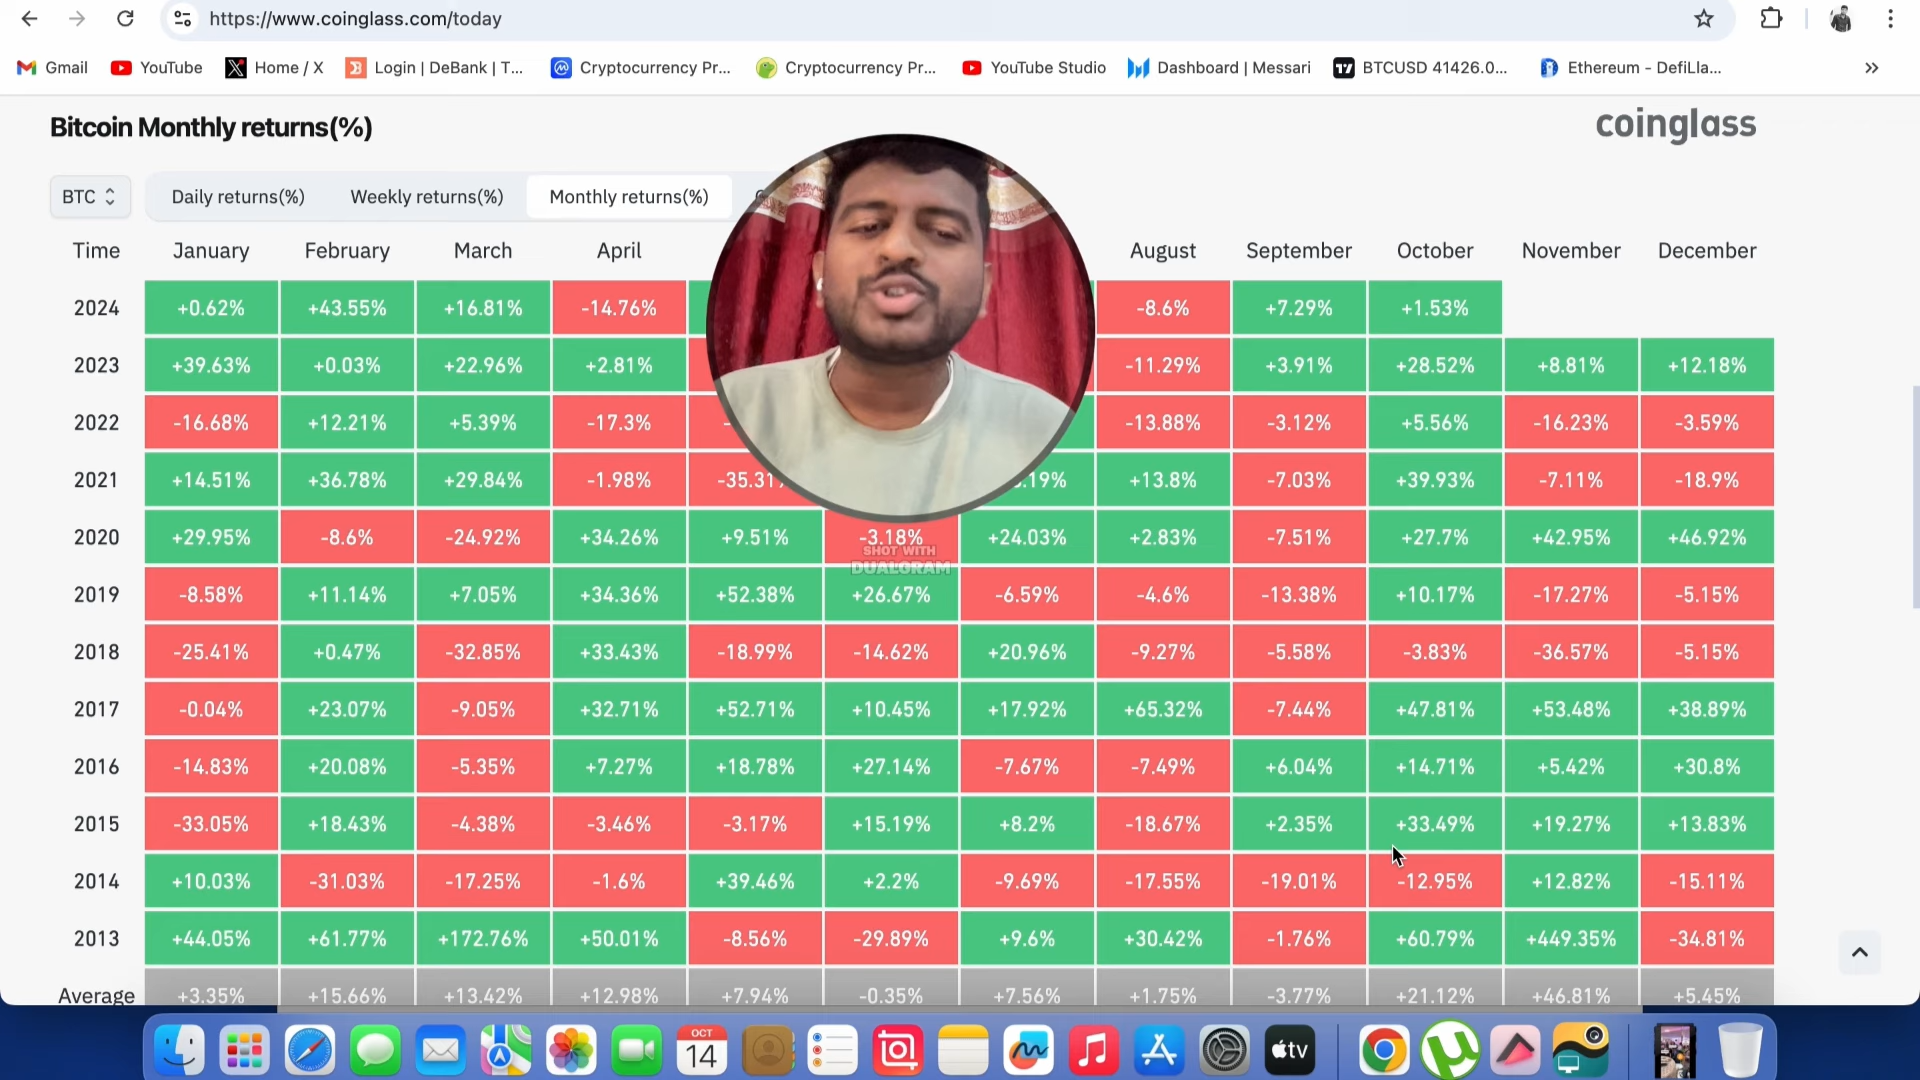 https://www.coinglass.com/today
Gmail YouTube Home / X Login | DeBank | T... Cryptocurrency Pr... Cryptocurrency Pr... YouTube Studio Dashboard | Messari BTCUSD 41426.0... Ethereum - DefiLla...
Bitcoin Monthly returns(%)
coinglass
BTC Daily returns(%) Weekly returns(%) Monthly returns(%)
Time January February March April August September October November December
2024 +0.62% +43.55% +16.81% -14.76% -8.6% +7.29% +1.53%
2023 +39.63% +0.03% +22.96% +2.81% -11.29% +3.91% +28.52% +8.81% +12.18%
2022 -16.68% +12.21% +5.39% -17.3% -13.88% -3.12% +5.56% -16.23% -3.59%
2021 +14.51% +36.78% +29.84% -1.98% -35.31 .19% +13.8% -7.03% +39.93% -7.11% -18.9%
2020 +29.95% -8.6% -24.92% +34.26% +9.51% -3.18% +24.03% +2.83% -7.51% +27.7% +42.95% +46.92%
SHOT WITH
DUALGRAM
2019 -8.58% +11.14% +7.05% +34.36% +52.38% +26.67% -6.59% -4.6% -13.38% +10.17% -17.27% -5.15%
2018 -25.41% +0.47% -32.85% +33.43% -18.99% -14.62% +20.96% -9.27% -5.58% -3.83% -36.57% -5.15%
2017 -0.04% +23.07% -9.05% +32.71% +52.71% +10.45% +17.92% +65.32% -7.44% +47.81% +53.48% +38.89%
2016 -14.83% +20.08% -5.35% +7.27% +18.78% +27.14% -7.67% -7.49% +6.04% +14.71% +5.42% +30.8%
2015 -33.05% +18.43% -4.38% -3.46% -3.17% +15.19% +8.2% -18.67% +2.35% +33.49% +19.27% +13.83%
2014 +10.03% -31.03% -17.25% -1.6% +39.46% +2.2% -9.69% -17.55% -19.01% -12.95% +12.82% -15.11%
2013 +44.05% +61.77% +172.76% +50.01% -8.56% -29.89% +9.6% +30.42% -1.76% +60.79% +449.35% -34.81%
Average +3.35% +15.66% +13.42% +12.98% +7.94% -0.35% +7.56% +1.75% -3.77% +21.12% +46.81% +5.45%
OCT
14
tv